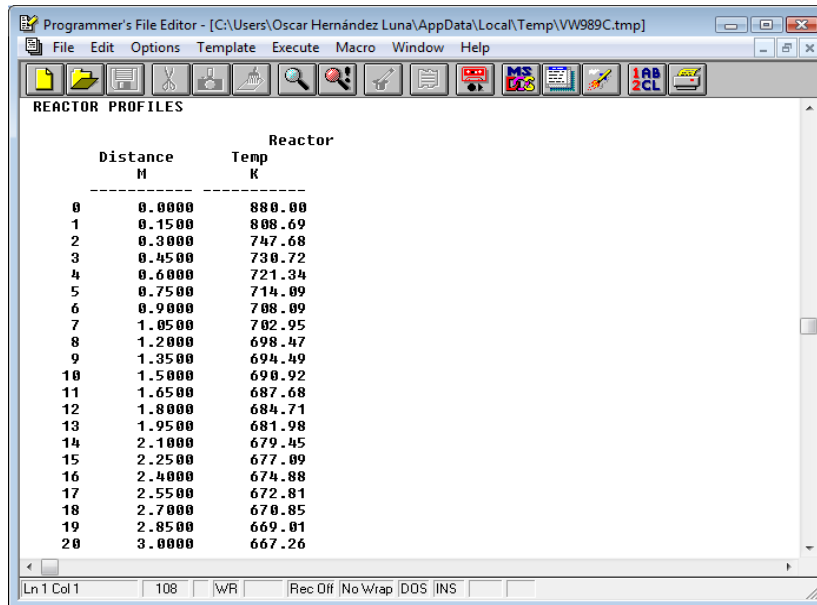 Programmer's File Editor - [C:\Users\Oscar Hernández Luna\AppData\Local\Temp\VW989C.tmp]
File Edit Options Template Execute Macro Window Help
MS 1AB
2CL
REACTOR PROFILES
Reactor
Distance Temp
M K
----------- -----------
0 0.0000 880.00
1 0.1500 808.69
2 0.3000 747.68
3 0.4500 730.72
4 0.6000 721.34
5 0.7500 714.09
6 0.9000 708.09
7 1.0500 702.95
8 1.2000 698.47
9 1.3500 694.49
10 1.5000 690.92
11 1.6500 687.68
12 1.8000 684.71
13 1.9500 681.98
14 2.1000 679.45
15 2.2500 677.09
16 2.4000 674.88
17 2.5500 672.81
18 2.7000 670.85
19 2.8500 669.01
20 3.0000 667.26
Ln 1 Col 1 108 WR Rec Off No Wrap DOS INS